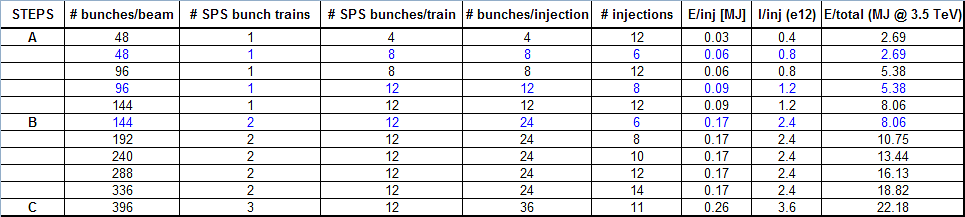 STEPS # bunches/beam # SPS bunch trains # SPS bunches/train # bunches/injection # injections E/inj [MJ] I/inj (e12) E/total (MJ @ 3.5 TeV)
A 48 1 4 4 12 0.03 0.4 2.69
48 1 8 8 6 0.06 0.8 2.69
96 1 8 8 12 0.06 0.8 5.38
96 1 12 12 8 0.09 1.2 5.38
144 1 12 12 12 0.09 1.2 8.06
B 144 2 12 24 6 0.17 2.4 8.06
192 2 12 24 8 0.17 2.4 10.75
240 2 12 24 10 0.17 2.4 13.44
288 2 12 24 12 0.17 2.4 16.13
336 2 12 24 14 0.17 2.4 18.82
C 396 3 12 36 11 0.26 3.6 22.18